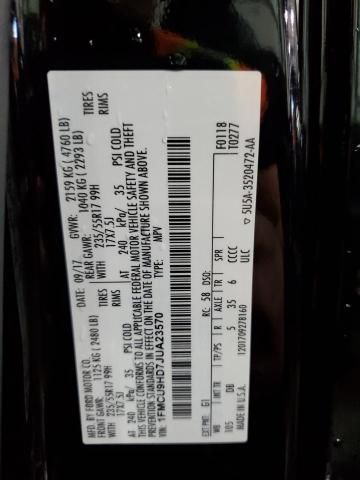 MFD. BY FORD MOTOR CO.
DATE: 09/17 GVWR: 2159 KG ( 4760 LB)
FRONT GAWR: 1125 KG ( 2480 LB) REAR GAWR: 1040 KG ( 2293 LB)
235/55R17 99H TIRES 235/55R17 99H TIRES
17X7.5J RIMS 17X7.5J RIMS
AT 240 kPa/ 35 PSI COLD AT 240 kPa/ 35 PSI COLD
THIS VEHICLE CONFORMS TO ALL APPLICABLE FEDERAL MOTOR VEHICLE SAFETY AND THEFT
PREVENTION STANDARDS IN EFFECT ON THE DATE OF MANUFACTURE SHOWN ABOVE.
VIN: 1FMCU9HD7JUA23570
TYPE: MPV
F0118
T0277
EXT PNT: G1 RC: 58 DSO:
WB INT TR TP/PS R AXLE TR SPR
105 DB 5 35 6 CCCC
ULC
1201709278160
MADE IN U.S.A.
5U5A-3520472-AA